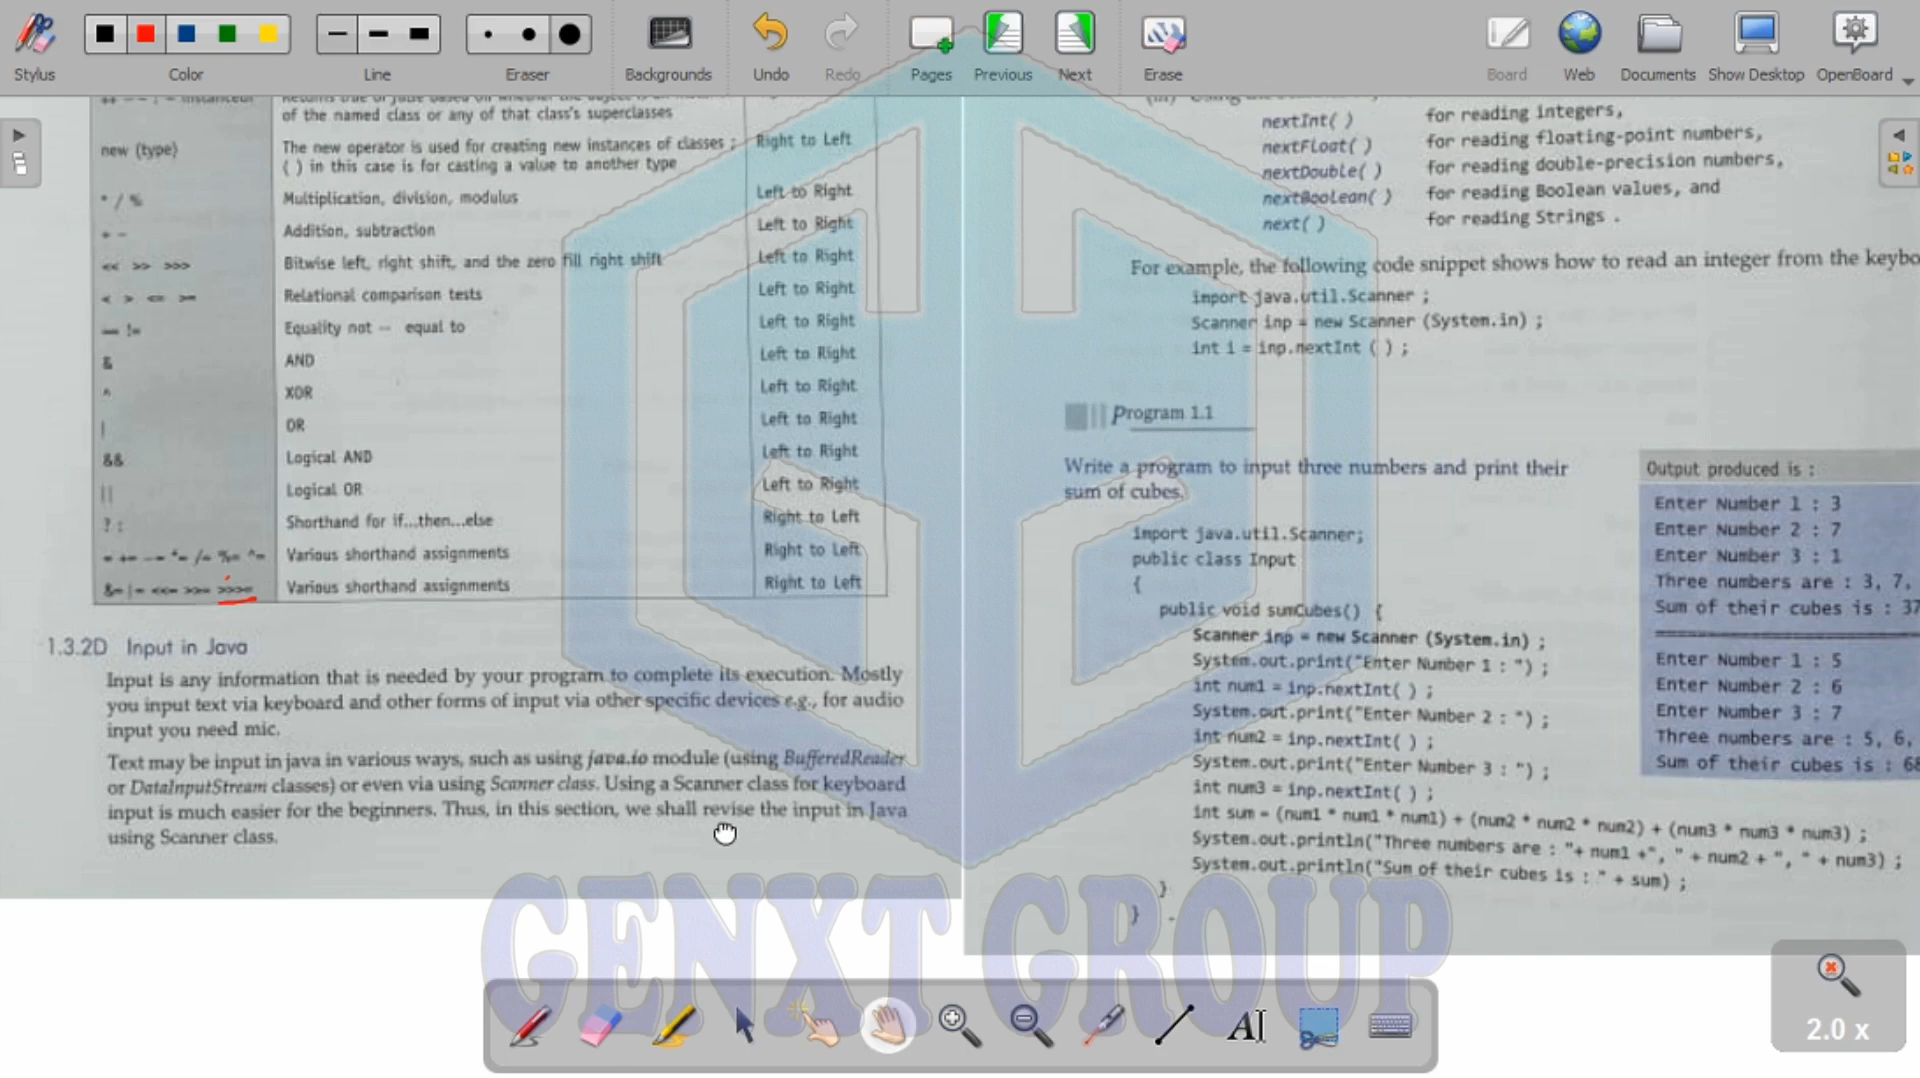 Stylus
Color
Line
Eraser
Backgrounds
Undo
Redo
Pages
Previous
Next
Erase
Board
Web
Documents
Show Desktop
OpenBoard
of the named class or any of that class's superclasses
new (type) The new operator is used for creating new instances of classes ; Right to Left
( ) in this case is for casting a value to another type
* / % Multiplication, division, modulus Left to Right
+ - Addition, subtraction Left to Right
<< >> >>> Bitwise left, right shift, and the zero fill right shift Left to Right
< > <= >= Relational comparison tests Left to Right
== != Equality not -- equal to Left to Right
& AND Left to Right
^ XOR Left to Right
| OR Left to Right
&& Logical AND Left to Right
|| Logical OR Left to Right
? : Shorthand for if...then...else Right to Left
= += -= *= /= %= ^= Various shorthand assignments Right to Left
&= |= <<= >>= >>>= Various shorthand assignments Right to Left
1.3.2D Input in Java
Input is any information that is needed by your program to complete its execution. Mostly
you input text via keyboard and other forms of input via other specific devices e.g., for audio
input you need mic.
Text may be input in java in various ways, such as using java.io module (using BufferedReader
or DataInputStream classes) or even via using Scanner class. Using a Scanner class for keyboard
input is much easier for the beginners. Thus, in this section, we shall revise the input in Java
using Scanner class.
nextInt( ) for reading integers,
nextFloat( ) for reading floating-point numbers,
nextDouble( ) for reading double-precision numbers,
nextBoolean( ) for reading Boolean values, and
next( ) for reading Strings .
For example, the following code snippet shows how to read an integer from the keybo
import java.util.Scanner ;
Scanner inp = new Scanner (System.in) ;
int i = inp.nextInt ( ) ;
Program 1.1
Write a program to input three numbers and print their
sum of cubes.
import java.util.Scanner;
public class Input
{
public void sumCubes() {
Scanner inp = new Scanner (System.in) ;
System.out.print("Enter Number 1 : ") ;
int num1 = inp.nextInt( ) ;
System.out.print("Enter Number 2 : ") ;
int num2 = inp.nextInt( ) ;
System.out.print("Enter Number 3 : ") ;
int num3 = inp.nextInt( ) ;
int sum = (num1 * num1 * num1) + (num2 * num2 * num2) + (num3 * num3 * num3) ;
System.out.println("Three numbers are : "+ num1 +", " + num2 + ", " + num3) ;
System.out.println("Sum of their cubes is : " + sum) ;
}
}
Output produced is :
Enter Number 1 : 3
Enter Number 2 : 7
Enter Number 3 : 1
Three numbers are : 3, 7,
Sum of their cubes is : 37
Enter Number 1 : 5
Enter Number 2 : 6
Enter Number 3 : 7
Three numbers are : 5, 6,
Sum of their cubes is : 68
GENXT GROUP
2.0 x